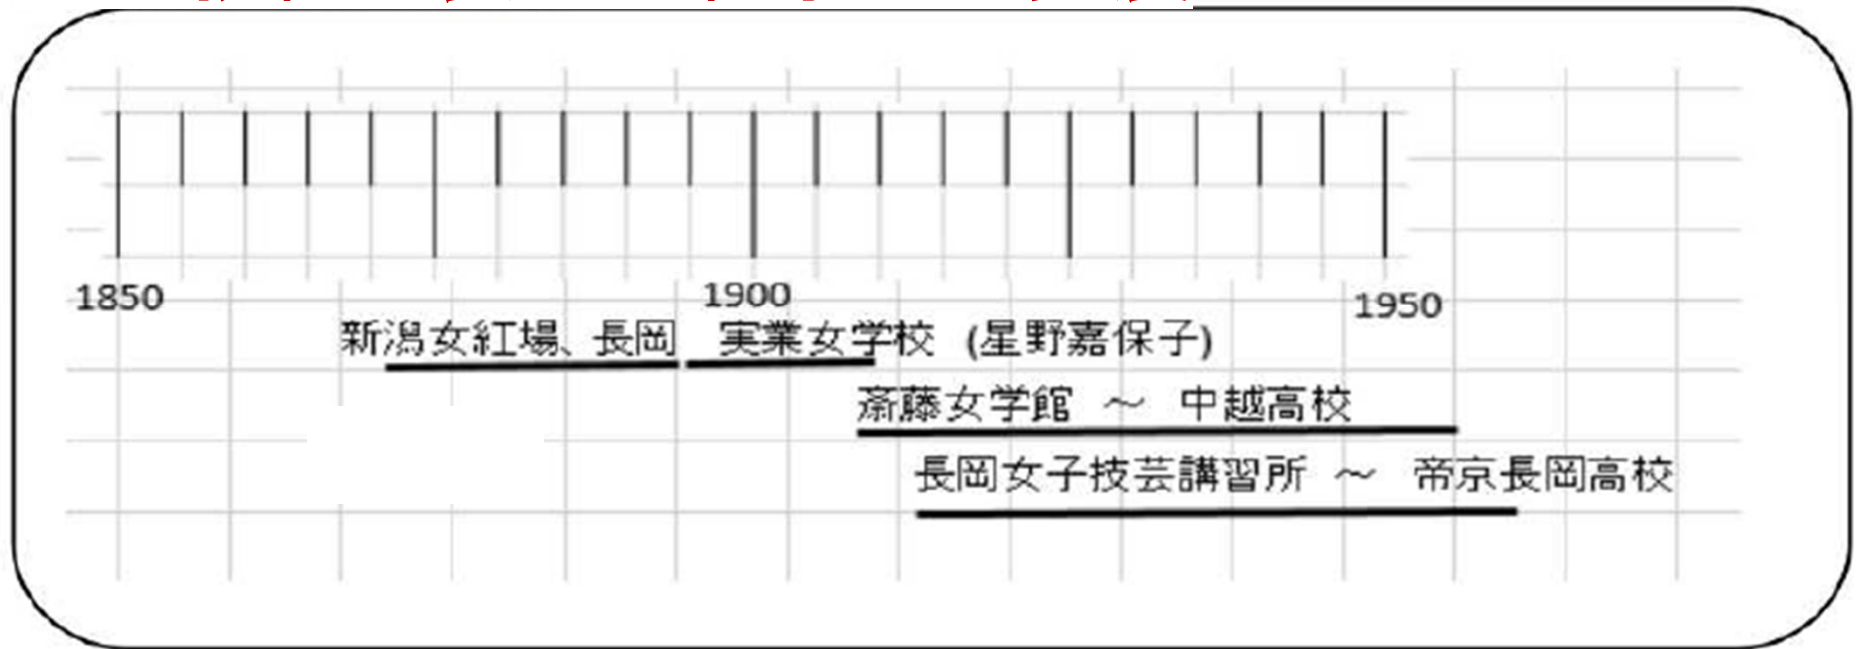 1850 1900 1950
新潟女紅場、長岡 実業女学校 (星野嘉保子)
斎藤女学館 ～ 中越高校
長岡女子技芸講習所 ～ 帝京長岡高校